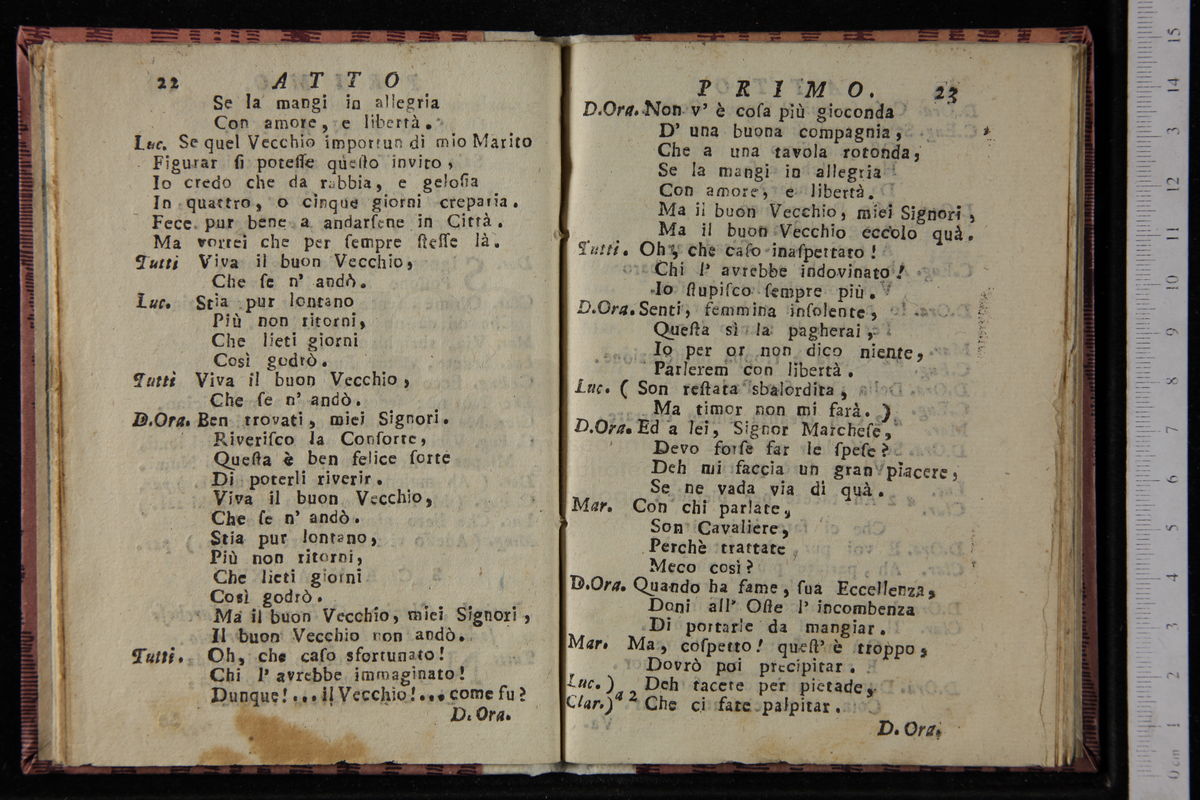 22 ATTO
Se la mangi in allegria
Con amore, e libertà.
Luc. Se quel Vecchio importun di mio Marito
Figurar ſi poteſſe queſto invito,
Io credo che da rabbia, e geloſia
In quattro, o cinque giorni creparia.
Fece pur bene a andarſene in Città.
Ma vorrei che per ſempre ſteſſe là.
Tutti Viva il buon Vecchio,
Che ſe n' andò.
Luc. Stia pur lontano
Più non ritorni,
Che lieti giorni
Così godrò.
Tutti Viva il buon Vecchio,
Che ſe n' andò.
D.Ora. Ben trovati, miei Signori.
Riveriſco la Conſorte,
Queſta è ben felice ſorte
Di poterli riverir.
Viva il buon Vecchio,
Che ſe n' andò.
Stia pur lontano,
Più non ritorni,
Che lieti giorni
Così godrò.
Ma il buon Vecchio, miei Signori,
Il buon Vecchio non andò.
Tutti. Oh, che caſo sfortunato!
Chi l' avrebbe immaginato!
Dunque!... il Vecchio!... come fu?
D. Ora.
PRIMO. 23
D.Ora. Non v' è coſa più gioconda
D' una buona compagnia,
Che a una tavola rotonda,
Se la mangi in allegria
Con amore, e libertà.
Ma il buon Vecchio, miei Signori,
Ma il buon Vecchio eccolo quà.
Tutti. Oh, che caſo inaſpettato!
Chi l' avrebbe indovinato!
Io ſtupiſco ſempre più.
D.Ora. Senti, femmina inſolente,
Queſta sì la pagherai,
Io per or non dico niente,
Parlerem con libertà.
Luc. (Son reſtata sbalordita,
Ma timor non mi farà.)
D.Ora. Ed a lei, Signor Marcheſe,
Devo forſe far le ſpeſe?
Deh mi faccia un gran piacere,
Se ne vada via di quà.
Mar. Con chi parlate,
Son Cavaliere,
Perchè trattate
Meco così?
D.Ora. Quando ha fame, ſua Eccellenza,
Doni all' Oſte l' incombenza
Di portarle da mangiar.
Mar. Ma, coſpetto! queſt' è troppo,
Dovrò poi precipitar.
Luc. ) Deh tacete per pietade,
Clar.) a 2 Che ci fate palpitar.
D. Ora.